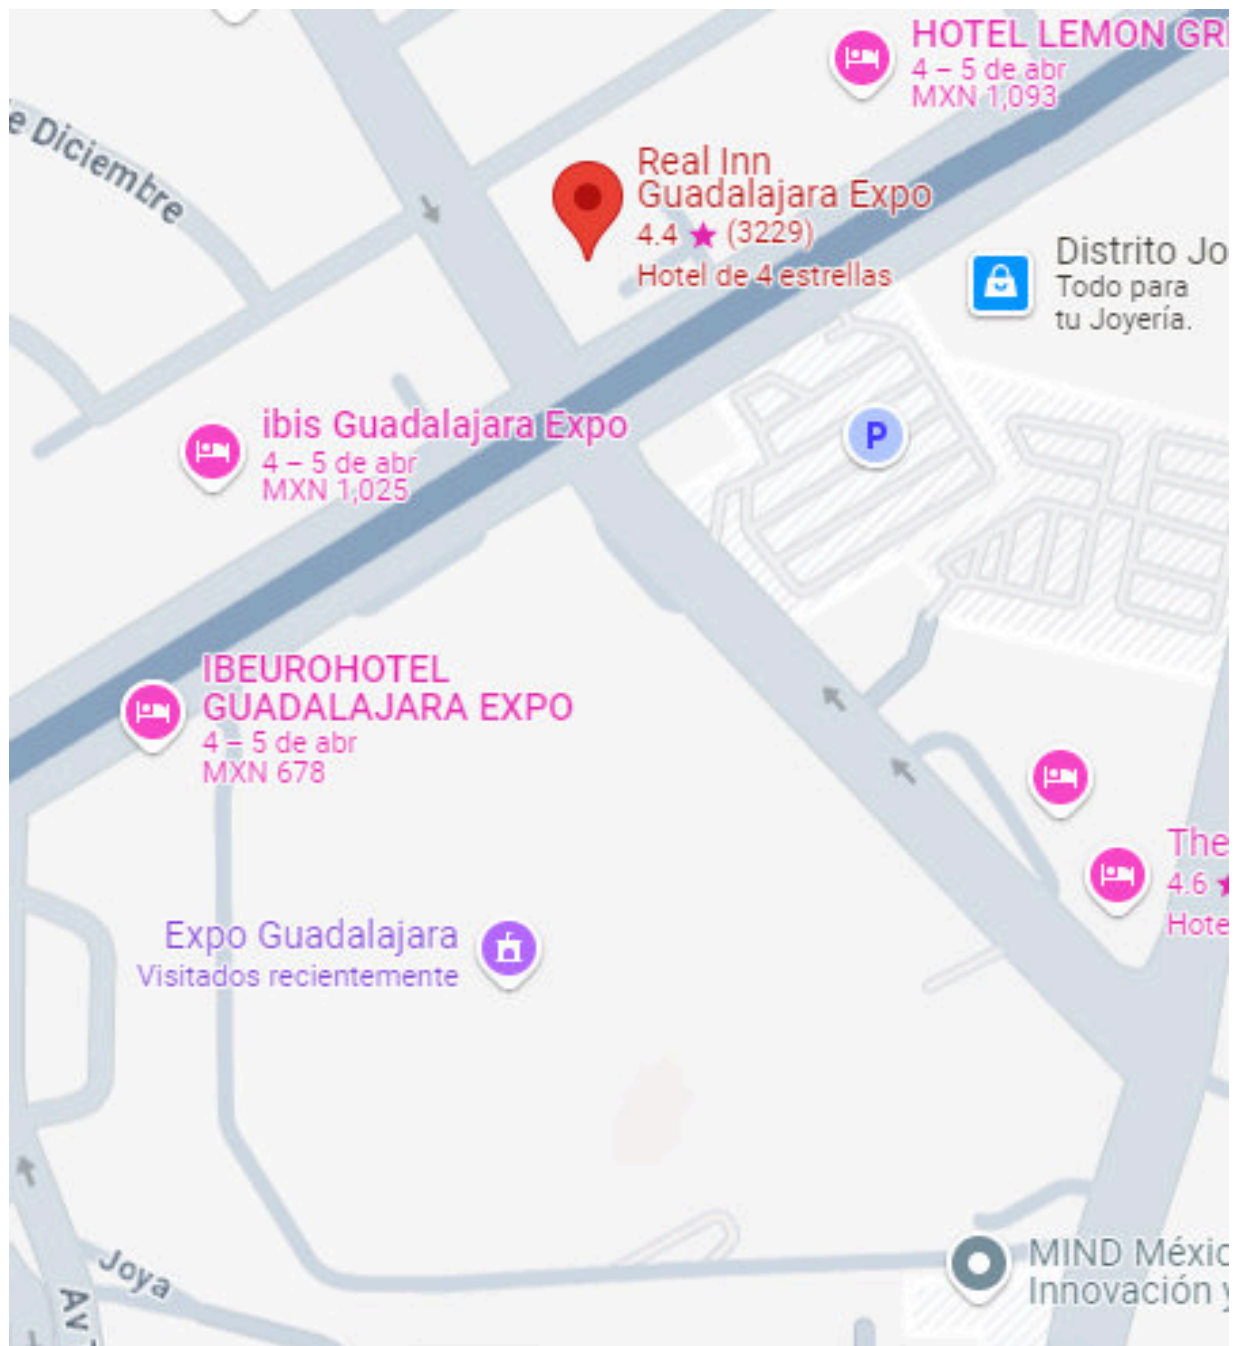 HOTEL LEMON GR
4 – 5 de abr
MXN 1,093
e Diciembre
Real Inn
Guadalajara Expo
4.4 ★ (3229)
Hotel de 4 estrellas
Distrito Jo
Todo para
tu Joyería.
ibis Guadalajara Expo
4 – 5 de abr
MXN 1,025
P
IBEUROHOTEL
GUADALAJARA EXPO
4 – 5 de abr
MXN 678
The
4.6 ★
Hote
Expo Guadalajara
Visitados recientemente
MIND Méxic
Innovación y
Joya
Av